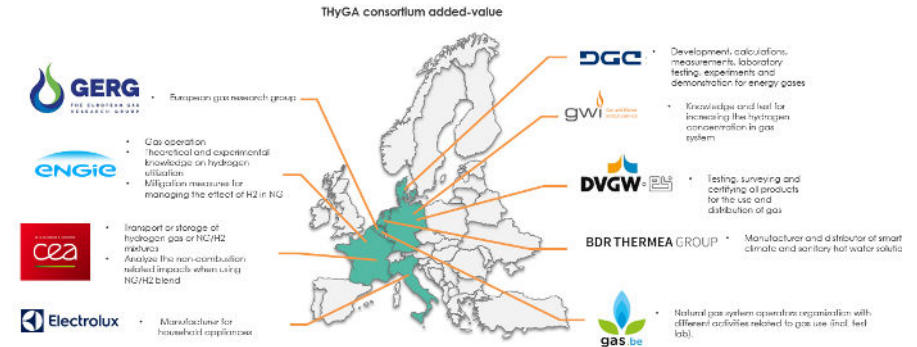 THyGA consortium added-value
GERG
THE EUROPEAN GAS
RESEARCH GROUP
• European gas research group
ENGIE
• Gas operation
• Theoretical and experimental
knowledge on hydrogen
utilization
• Mitigation measures for
managing the effect of H2 in NG
cea
• Transport or storage of
hydrogen gas or NG/H2
mixtures
• Analyze the non-combustion
related impacts when using
NG/H2 blend
Electrolux
• Manufacturer for
household appliances
DGC
• Development, calculations,
measurements, laboratory
testing, experiments and
demonstration for energy gases
gwi
• Knowledge and test for
increasing the hydrogen
concentration in gas
system
DVGW
• Testing, surveying and
certifying all products
for the use and
distribution of gas
BDR THERMEA GROUP
• Manufacturer and distributor of smart
climate and sanitary hot water solutio
gas.be
• Natural gas system operators organization with
different activities related to gas use (incl. test
lab).